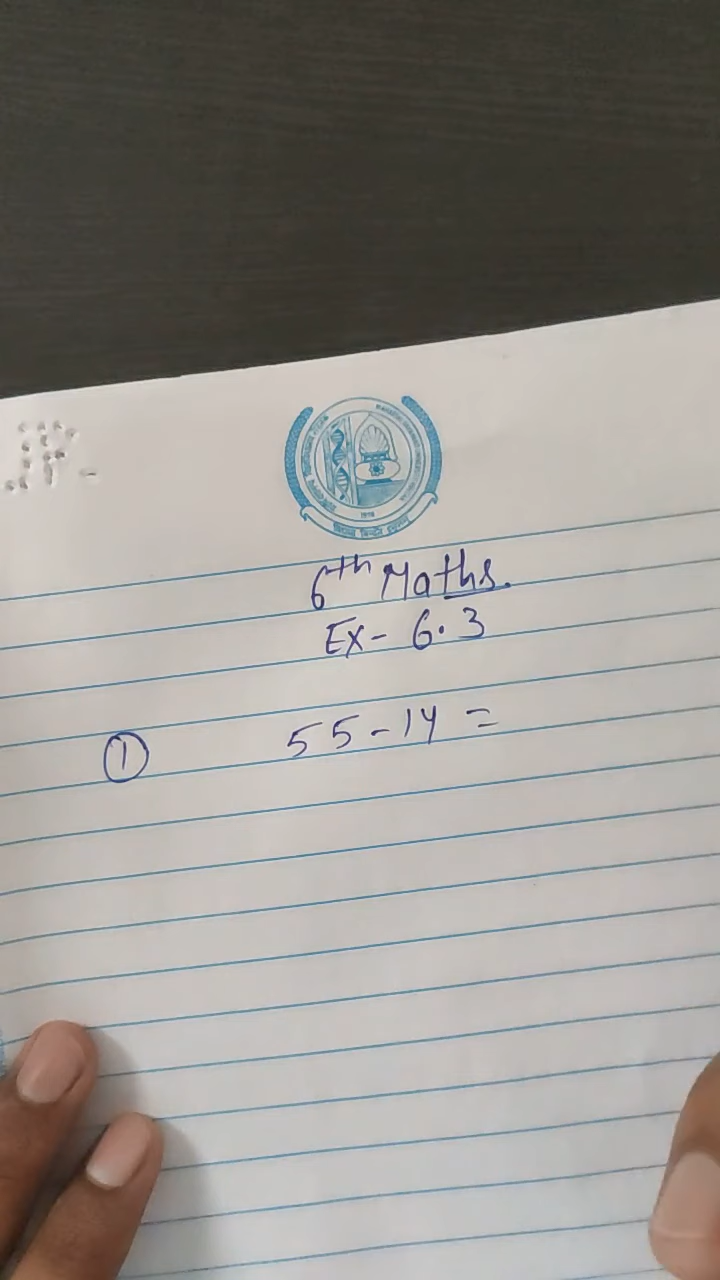 6th Maths.
Ex- 6.3
① 55-14 =